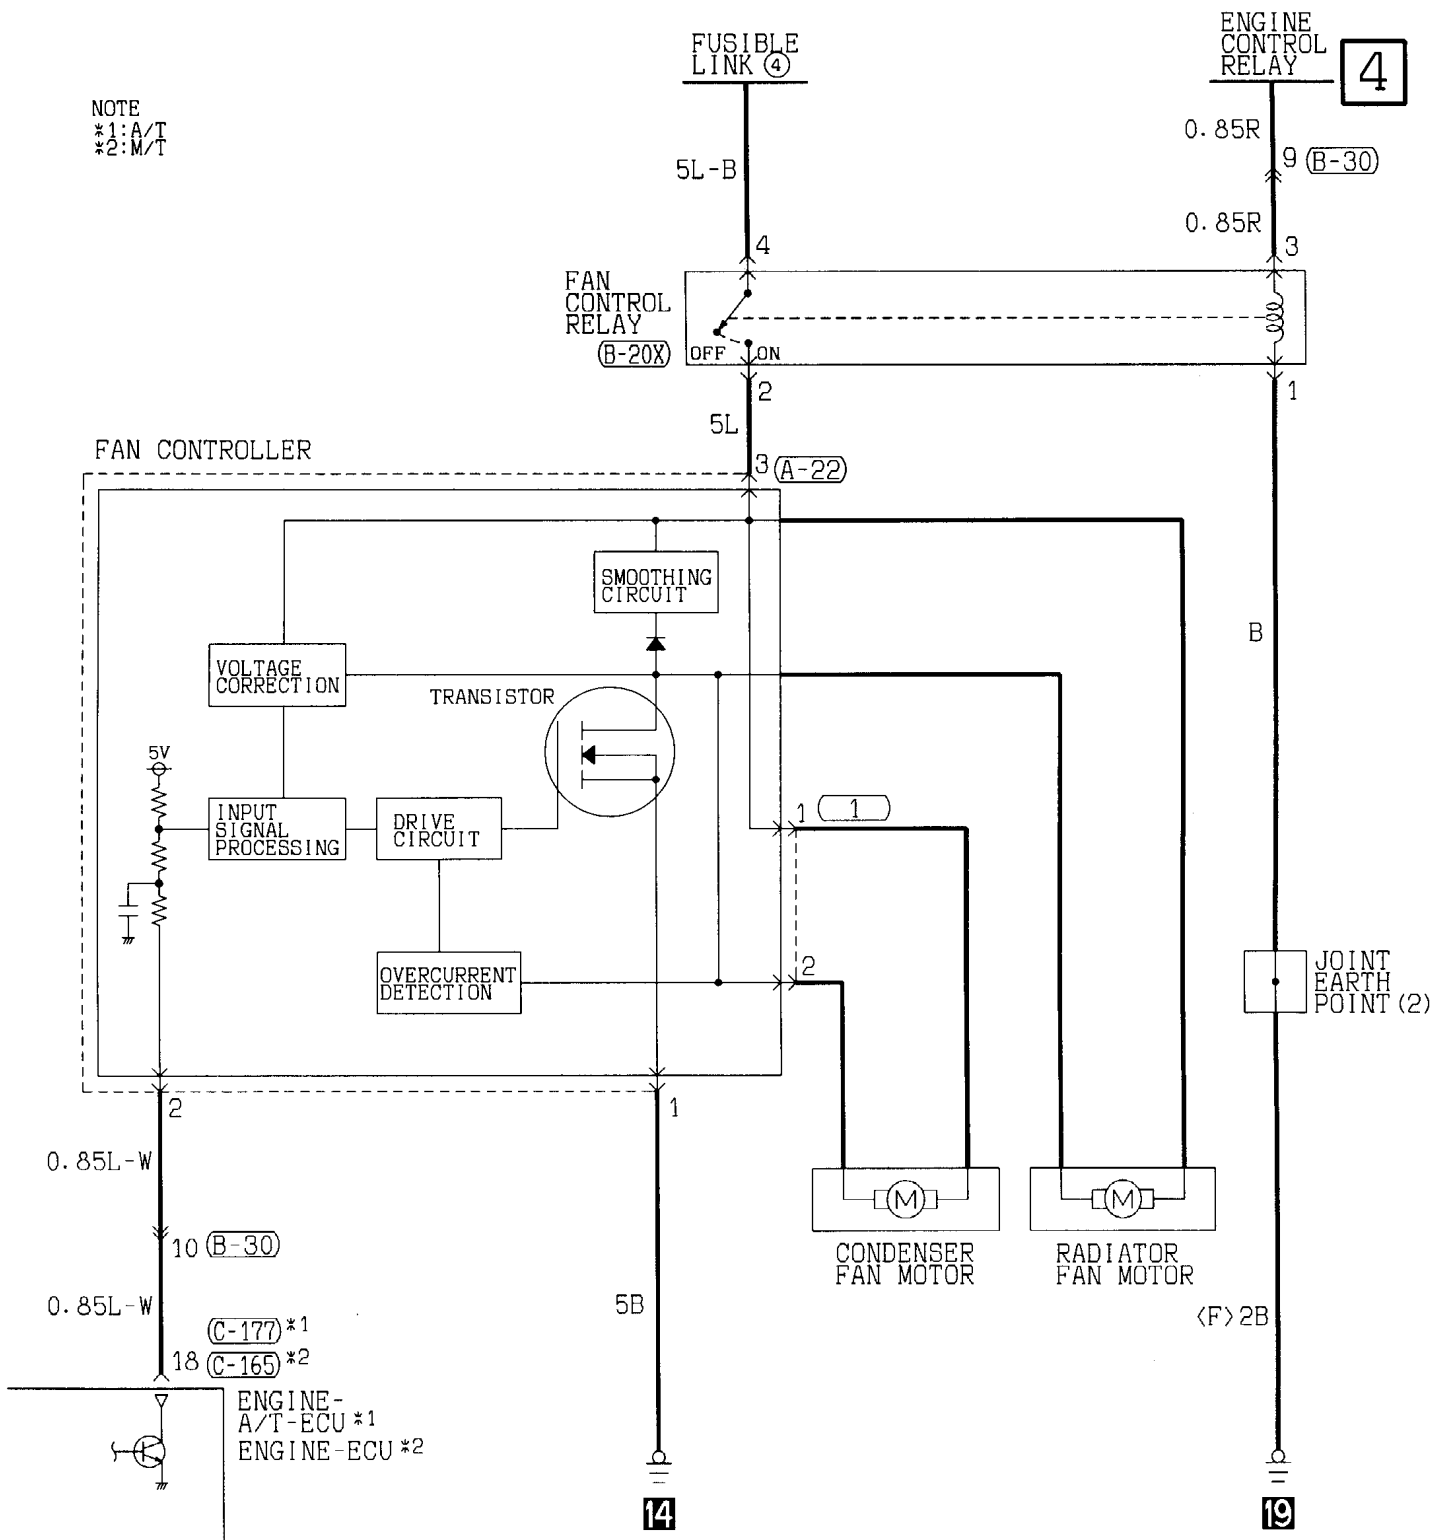 FUSIBLE
LINK ④
ENGINE
CONTROL
RELAY
4
NOTE
*1:A/T
*2:M/T
0.85R
9 (B-30)
5L-B
0.85R
4
3
FAN
CONTROL
RELAY
(B-20X)
OFF
ON
2
1
5L
FAN CONTROLLER
3 (A-22)
SMOOTHING
CIRCUIT
B
VOLTAGE
CORRECTION
TRANSISTOR
5V
INPUT
SIGNAL
PROCESSING
DRIVE
CIRCUIT
1 (1)
OVERCURRENT
DETECTION
2
JOINT
EARTH
POINT(2)
2
1
0.85L-W
M
M
10 (B-30)
CONDENSER
FAN MOTOR
RADIATOR
FAN MOTOR
0.85L-W
5B
<F>2B
(C-177)*1
18 (C-165)*2
ENGINE-
A/T-ECU*1
ENGINE-ECU*2
14
19